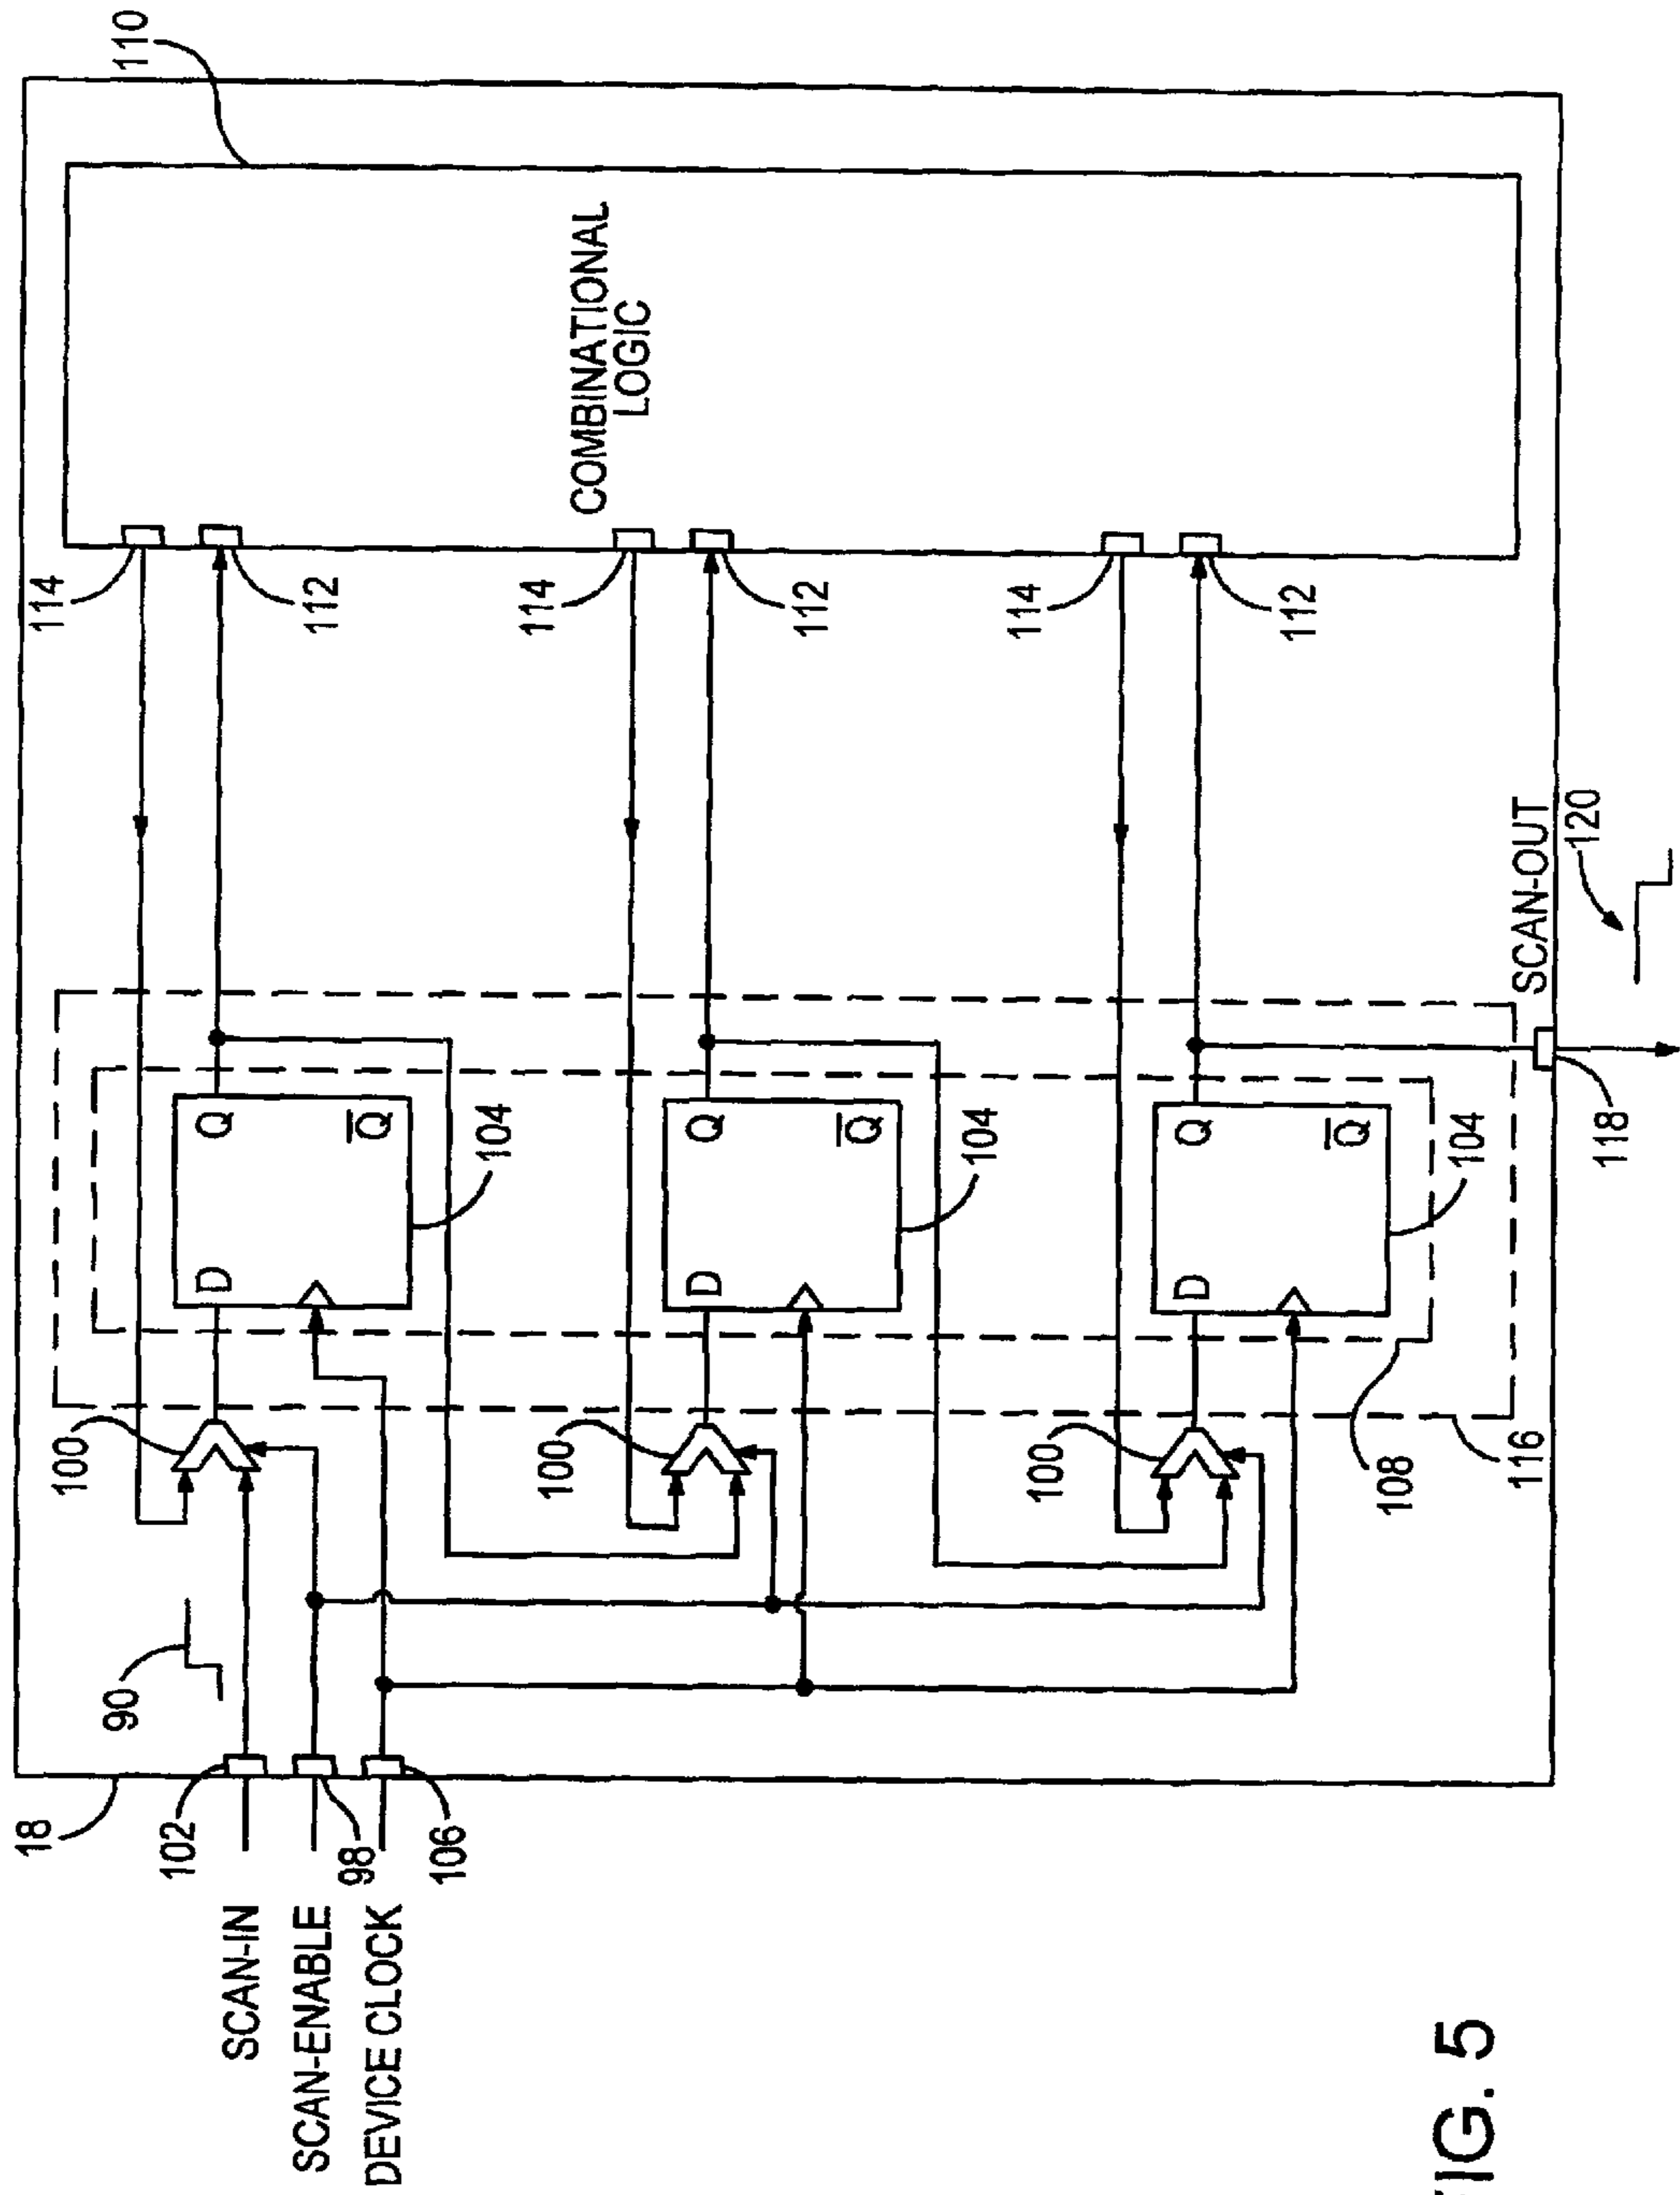 110
18
102
SCAN-IN
SCAN-ENABLE
98
DEVICE CLOCK
106
90
100
D
Q
Q̅
104
114
112
COMBINATIONAL
LOGIC
100
D
Q
Q̅
104
114
112
100
D
Q
Q̅
104
114
112
108
116
118
SCAN-OUT
120
FIG. 5